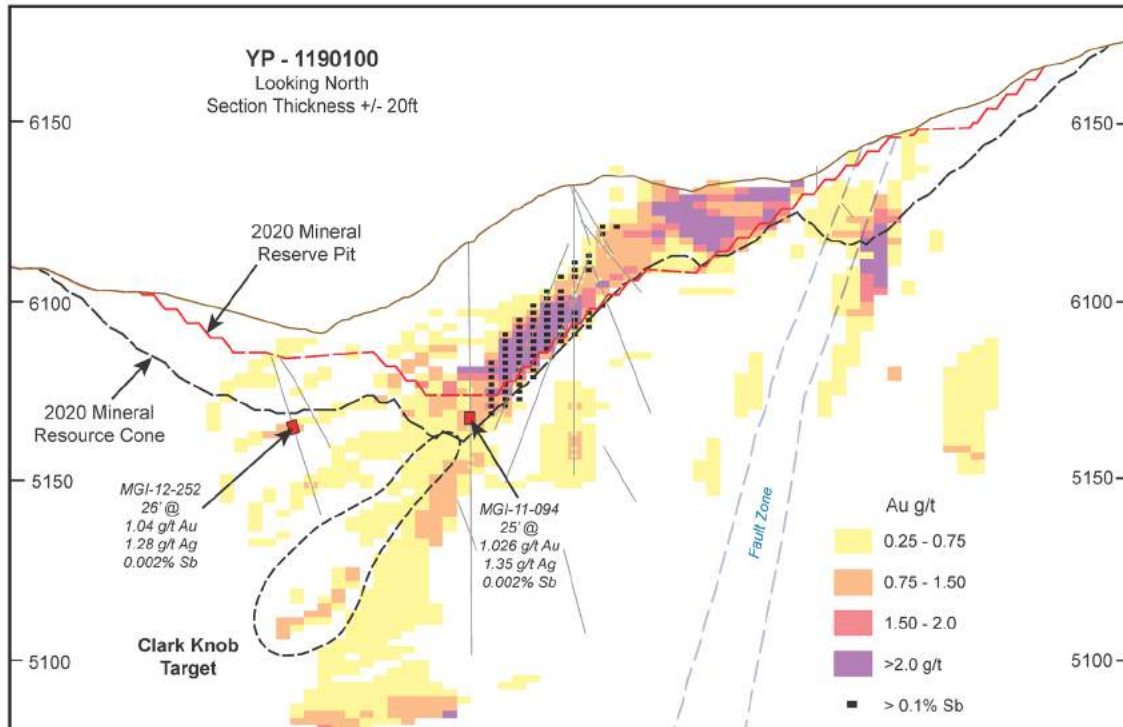 YP - 1190100
Looking North
Section Thickness +/- 20ft
6150
6150
2020 Mineral
Reserve Pit
6100
6100
2020 Mineral
Resource Cone
5150
5150
MGI-12-252
26' @
1.04 g/t Au
1.28 g/t Ag
0.002% Sb
MGI-11-094
25' @
1.026 g/t Au
1.35 g/t Ag
0.002% Sb
Fault Zone
Clark Knob
Target
5100
5100
Au g/t
0.25 - 0.75
0.75 - 1.50
1.50 - 2.0
>2.0 g/t
> 0.1% Sb